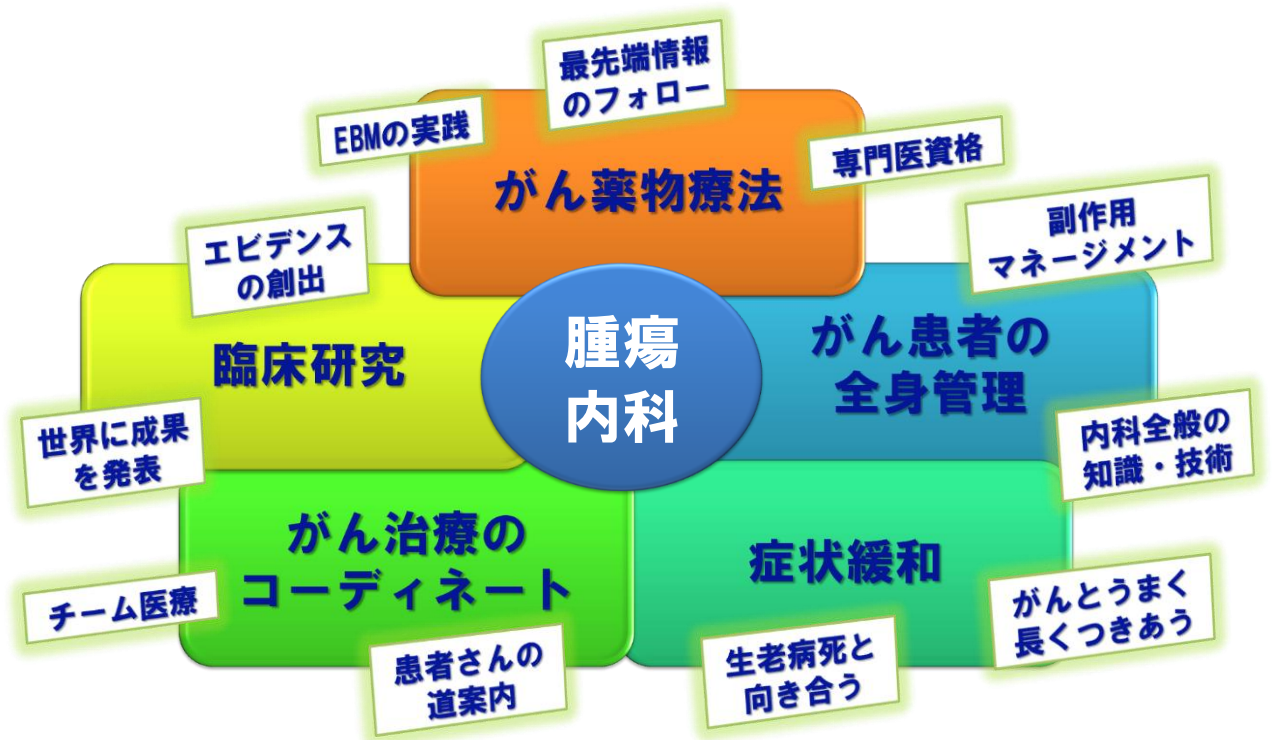 最先端情報
のフォロー
EBMの実践
専門医資格
がん薬物療法
副作用
マネージメント
エビデンス
の創出
臨床研究
腫瘍
内科
がん患者の
全身管理
世界に成果
を発表
内科全般の
知識・技術
がん治療の
コーディネート
症状緩和
チーム医療
がんとうまく
長くつきあう
患者さんの
道案内
生老病死と
向き合う